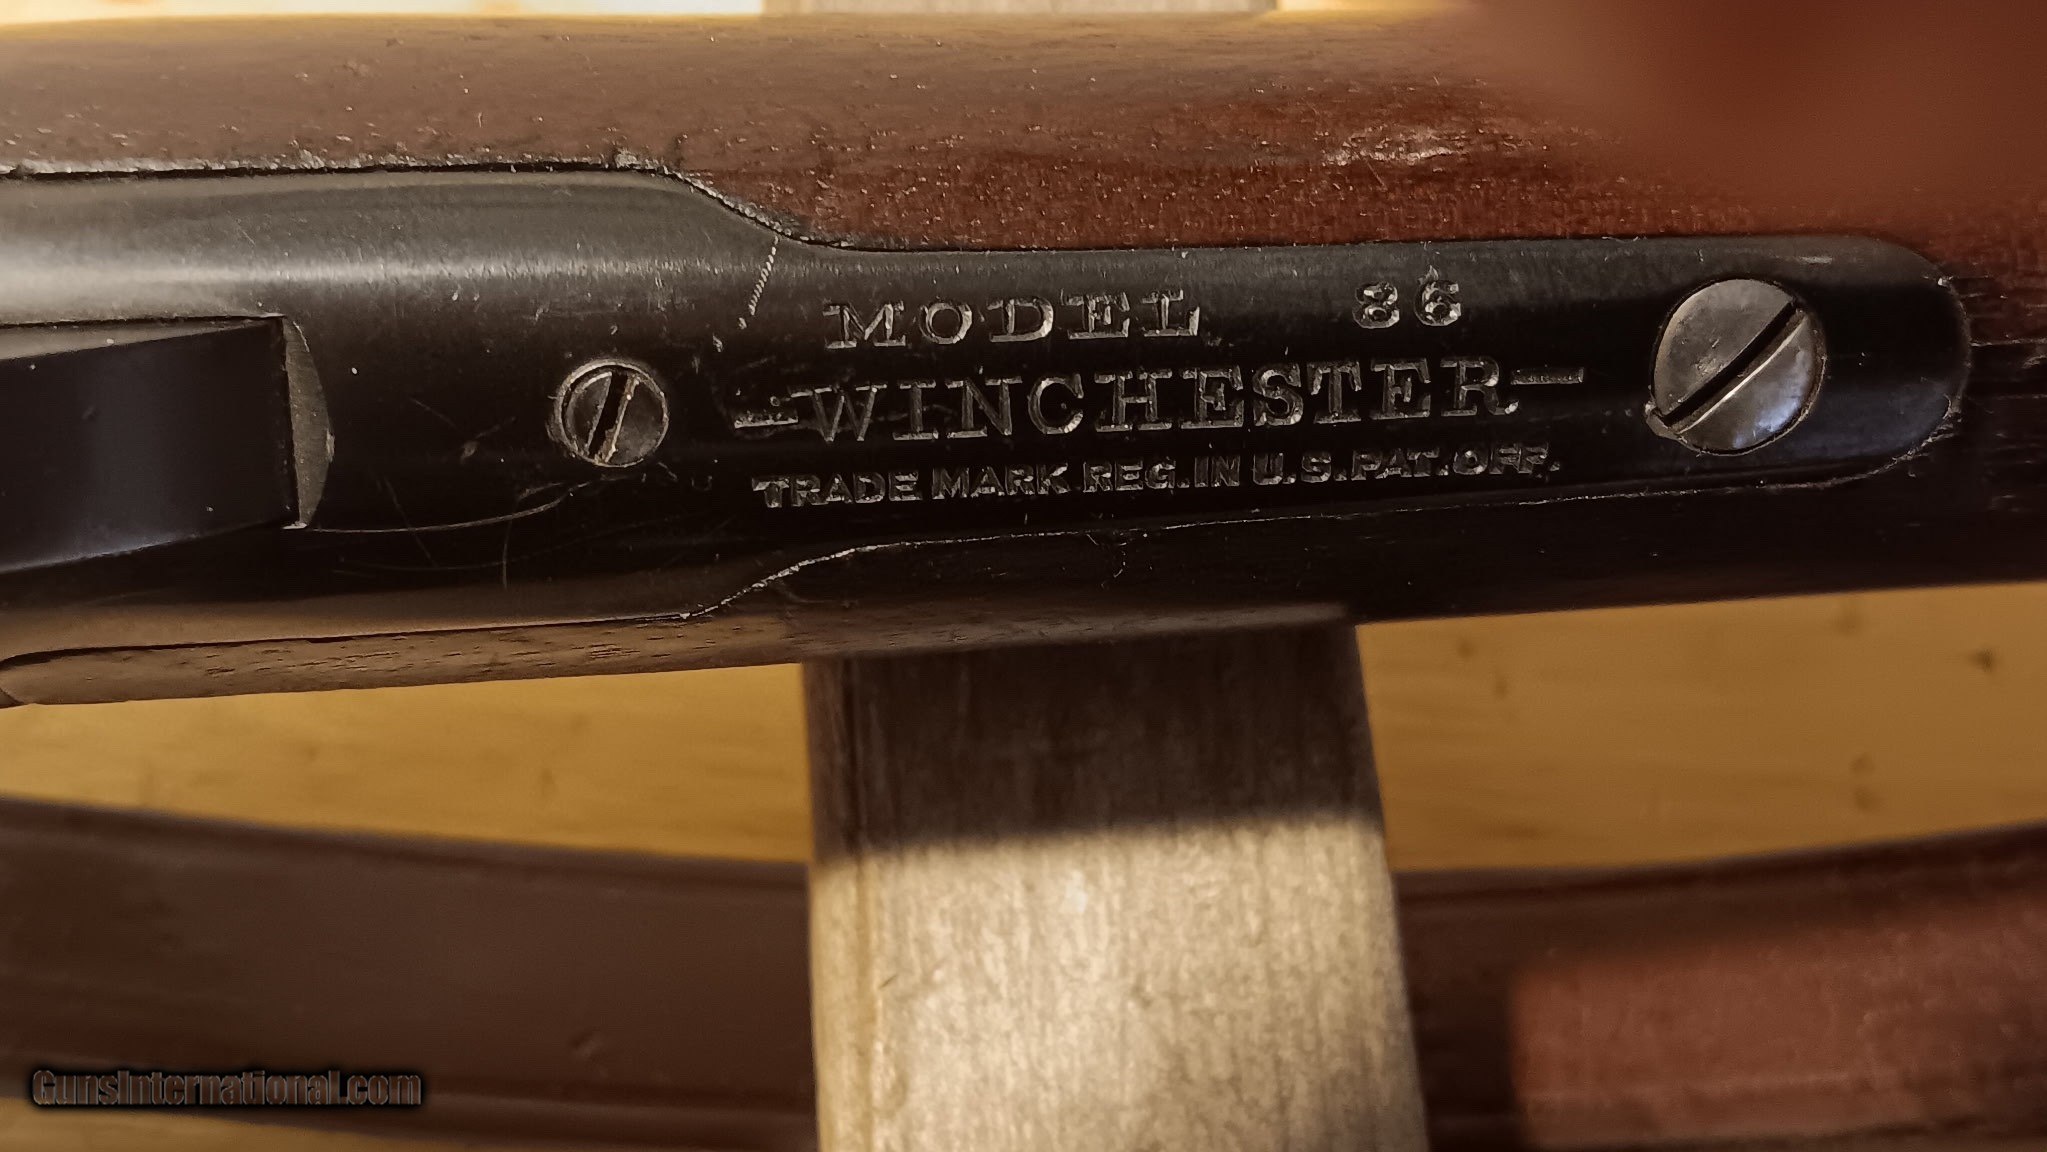 MODEL 86
—WINCHESTER—
TRADE MARK REG. IN U.S. PAT. OFF.
GunsInternational.com